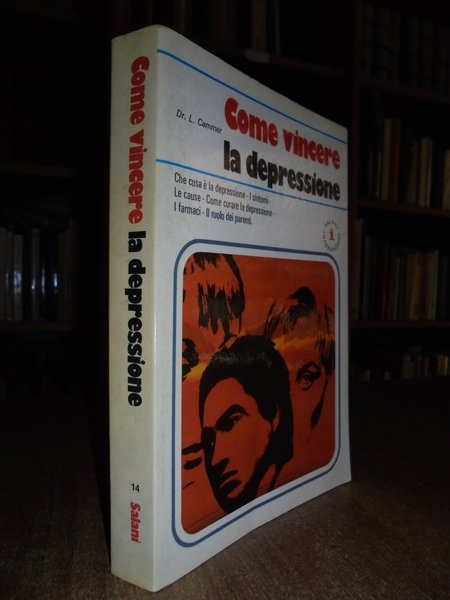 Come vincere la depressione
14
Salani
Dr. L. Cammer
Come vincere
la depressione
Che cosa è la depressione - I sintomi -
Le cause - Come curare la depressione -
I farmaci - Il ruolo dei parenti.
i